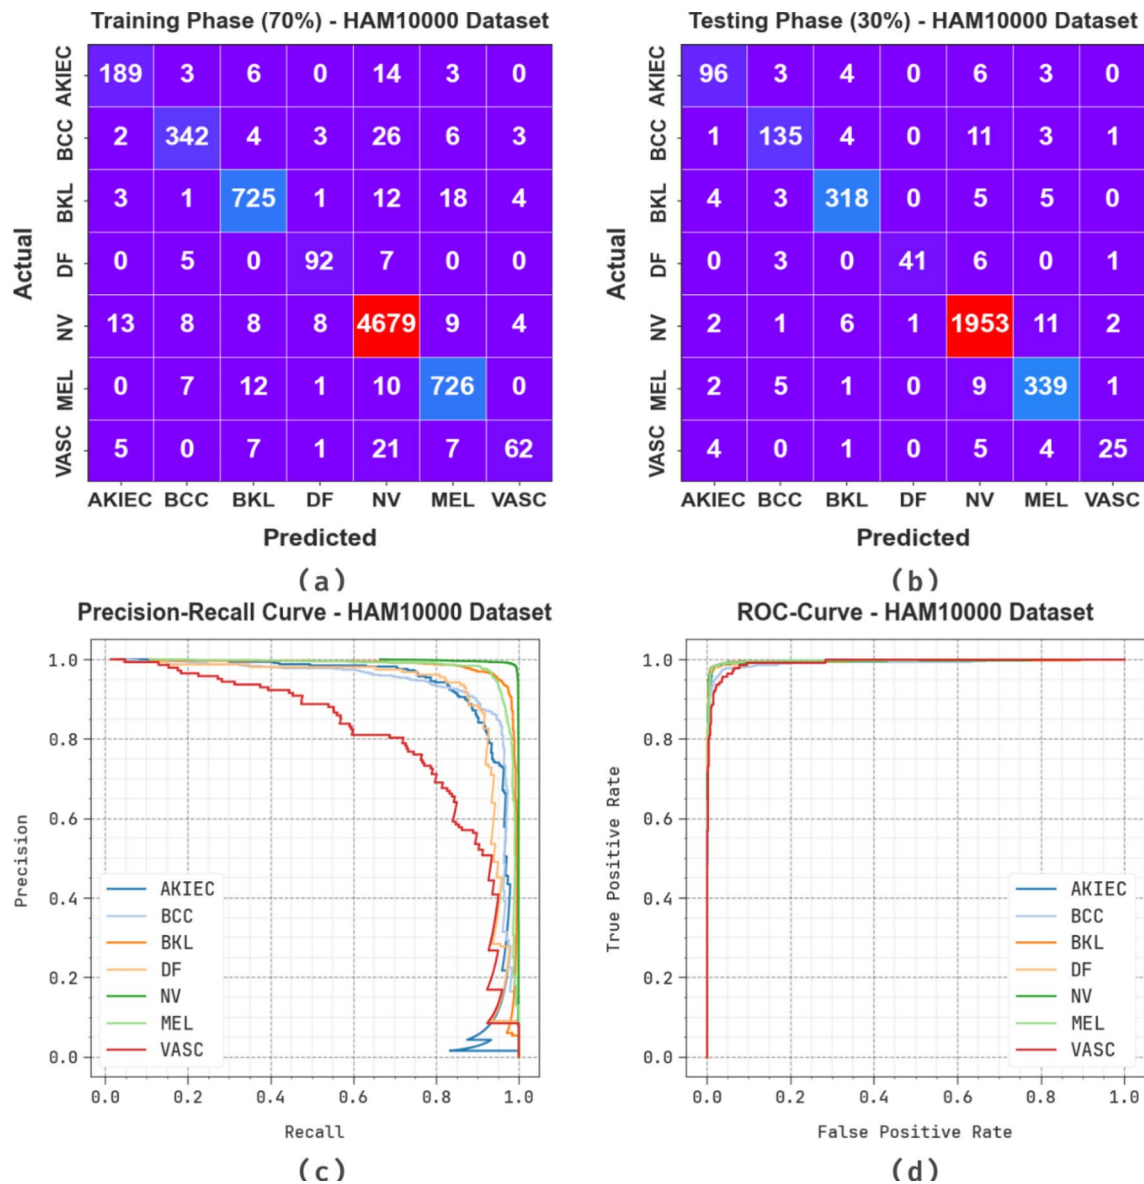 Training Phase (70%) - HAM10000 Dataset
AKIEC 189 3 6 0 14 3 0
BCC 2 342 4 3 26 6 3
BKL 3 1 725 1 12 18 4
DF 0 5 0 92 7 0 0
NV 13 8 8 8 4679 9 4
MEL 0 7 12 1 10 726 0
VASC 5 0 7 1 21 7 62
Actual
AKIEC BCC BKL DF NV MEL VASC
Predicted
(a)
Testing Phase (30%) - HAM10000 Dataset
AKIEC 96 3 4 0 6 3 0
BCC 1 135 4 0 11 3 1
BKL 4 3 318 0 5 5 0
DF 0 3 0 41 6 0 1
NV 2 1 6 1 1953 11 2
MEL 2 5 1 0 9 339 1
VASC 4 0 1 0 5 4 25
Actual
AKIEC BCC BKL DF NV MEL VASC
Predicted
(b)
Precision-Recall Curve - HAM10000 Dataset
1.0
0.8
0.6
0.4
0.2
0.0
Precision
AKIEC
BCC
BKL
DF
NV
MEL
VASC
0.0 0.2 0.4 0.6 0.8 1.0
Recall
(c)
ROC-Curve - HAM10000 Dataset
1.0
0.8
0.6
0.4
0.2
0.0
True Positive Rate
AKIEC
BCC
BKL
DF
NV
MEL
VASC
0.0 0.2 0.4 0.6 0.8 1.0
False Positive Rate
(d)